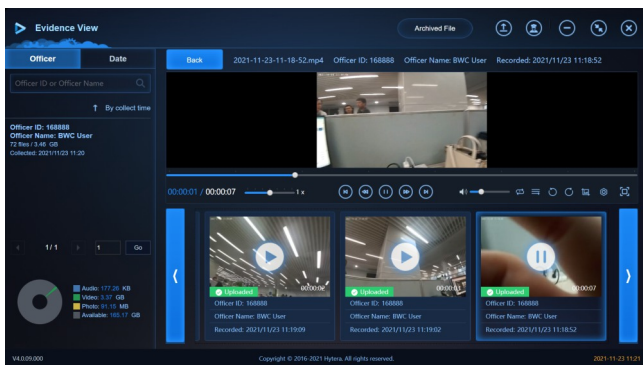 Evidence View
Archived File
Officer Date
Back 2021-11-23-11-18-52.mp4 Officer ID: 168888 Officer Name: BWC User Recorded: 2021/11/23 11:18:52
Officer ID or Officer Name
By collect time
Officer ID: 168888
Officer Name: BWC User
72 files / 3.46 GB
Collected: 2021/11/23 11:20
00:00:01 / 00:00:07 1 x
1/ 1 1 Go
Audio: 177.26 KB
Video: 3.37 GB
Photo: 91.15 MB
Available: 165.17 GB
Uploaded 00:00:02
Officer ID: 168888
Officer Name: BWC User
Recorded: 2021/11/23 11:19:09
Uploaded 00:00:03
Officer ID: 168888
Officer Name: BWC User
Recorded: 2021/11/23 11:19:02
Uploaded 00:00:07
Officer ID: 168888
Officer Name: BWC User
Recorded: 2021/11/23 11:18:52
V4.0.09.000 Copyright © 2016-2021 Hytera. All rights reserved. 2021-11-23 11:21